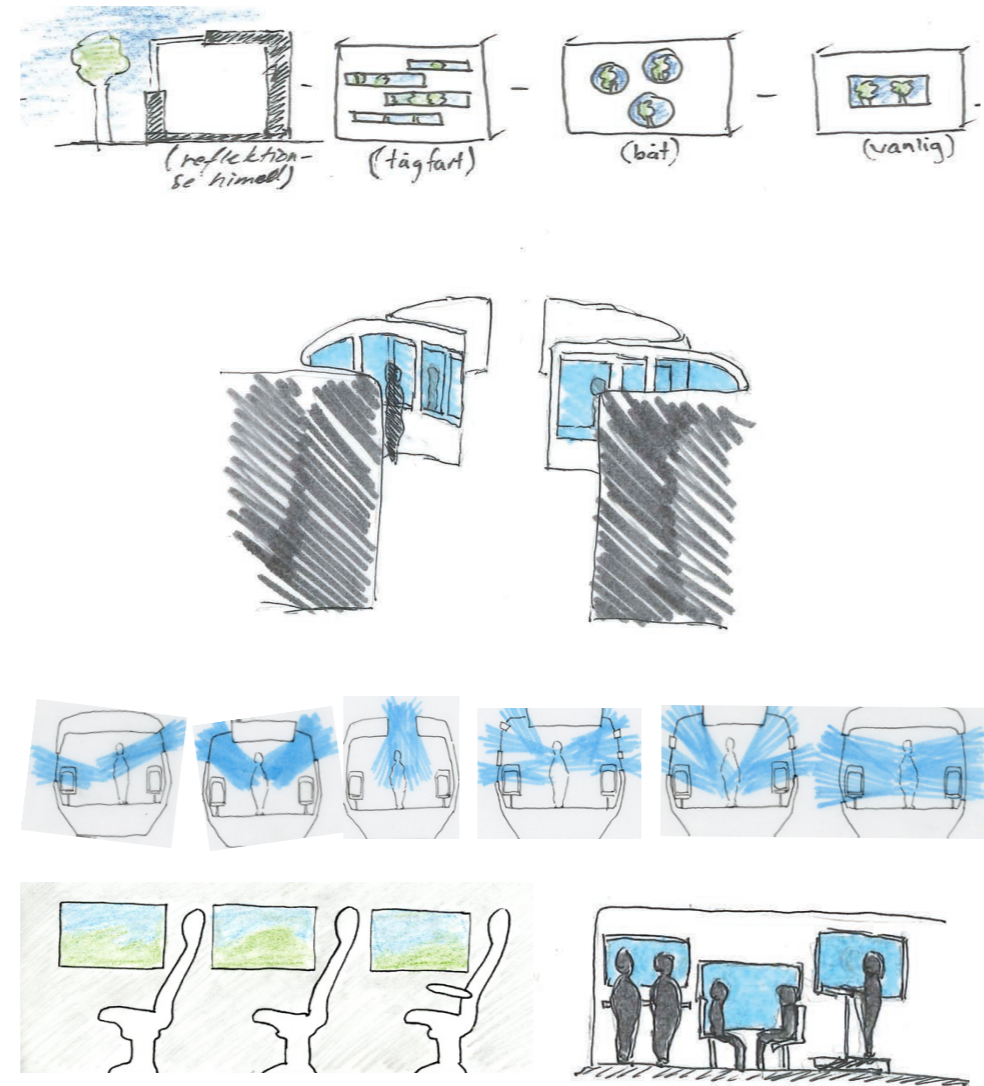 (reflektion-
se himmel)
(tågfart)
(båt)
(vanlig)